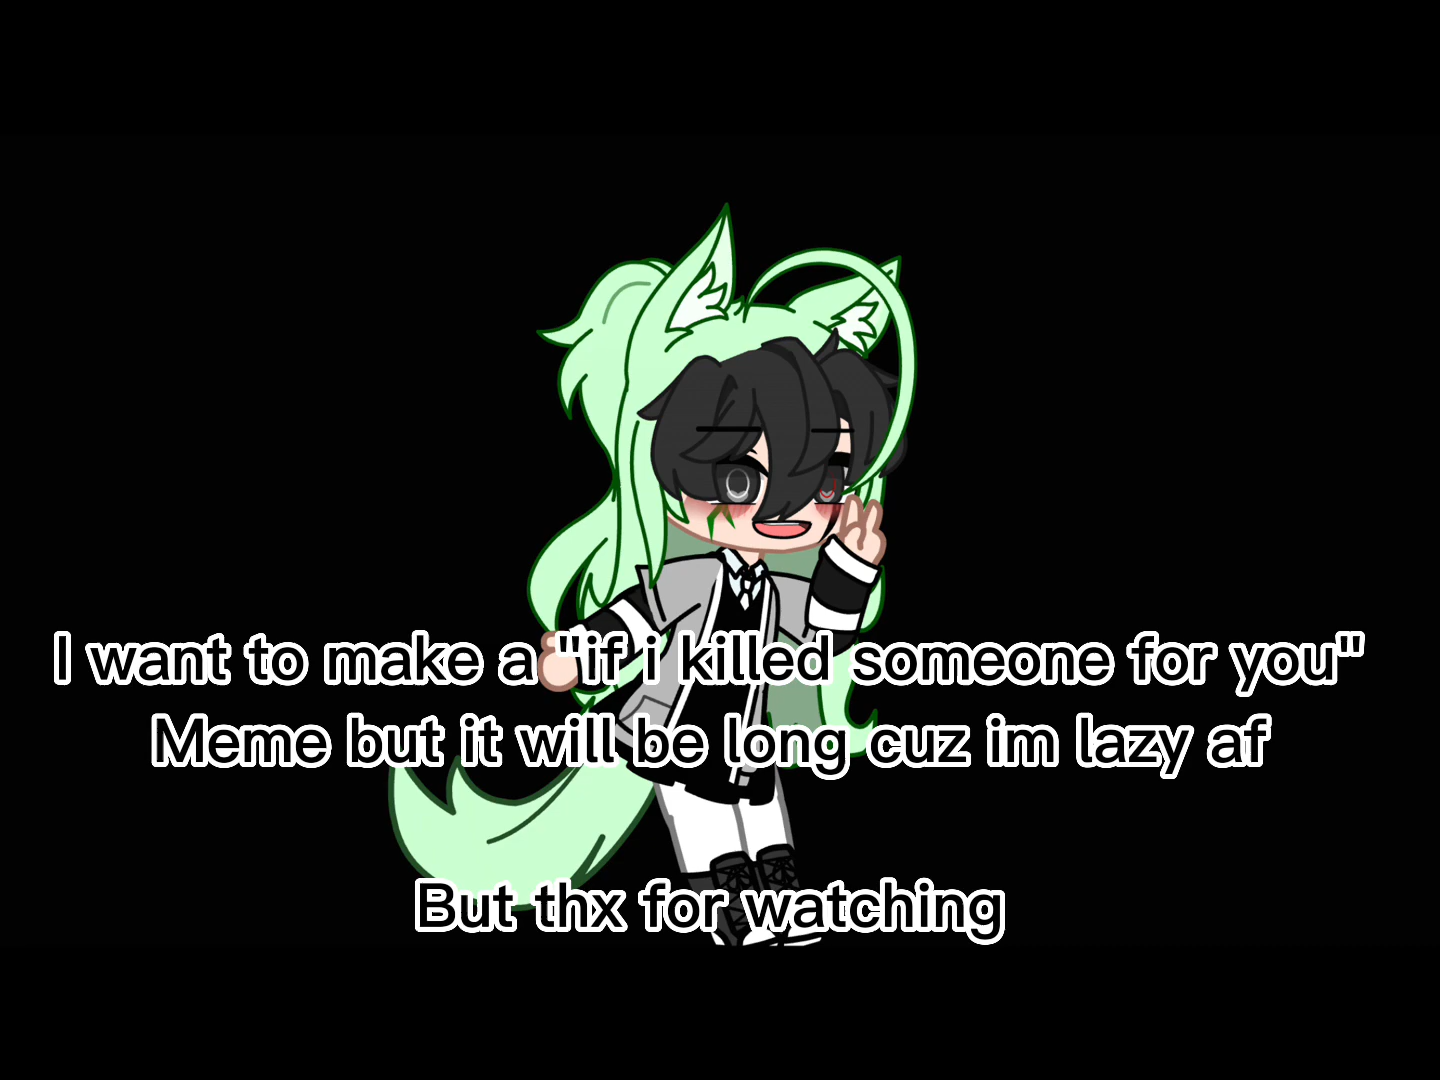 I want to make a "if i killed someone for you"
Meme but it will be long cuz im lazy af
But thx for watching